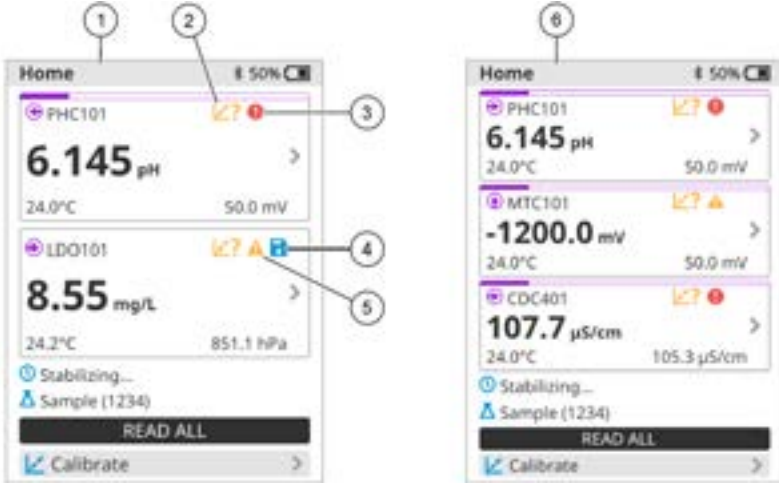 1
2
Home
50%
PHC101
?
!
3
6.145 pH
24.0°C
50.0 mV
LDO101
?
4
8.55 mg/L
5
24.2°C
851.1 hPa
Stabilizing...
Sample (1234)
READ ALL
Calibrate
6
Home
50%
PHC101
?
!
6.145 pH
24.0°C
50.0 mV
MTC101
?
-1200.0 mV
24.0°C
50.0 mV
CDC401
?
!
107.7 µS/cm
24.0°C
105.3 µS/cm
Stabilizing...
Sample (1234)
READ ALL
Calibrate